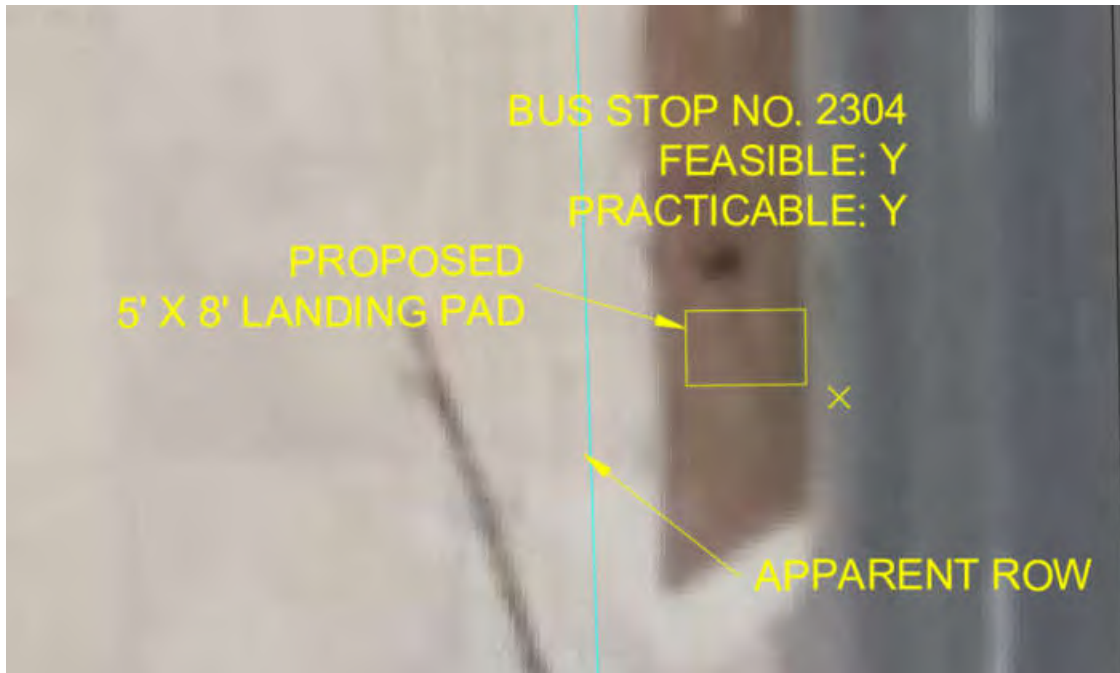 BUS STOP NO. 2304
FEASIBLE: Y
PRACTICABLE: Y
PROPOSED
5' X 8' LANDING PAD
APPARENT ROW